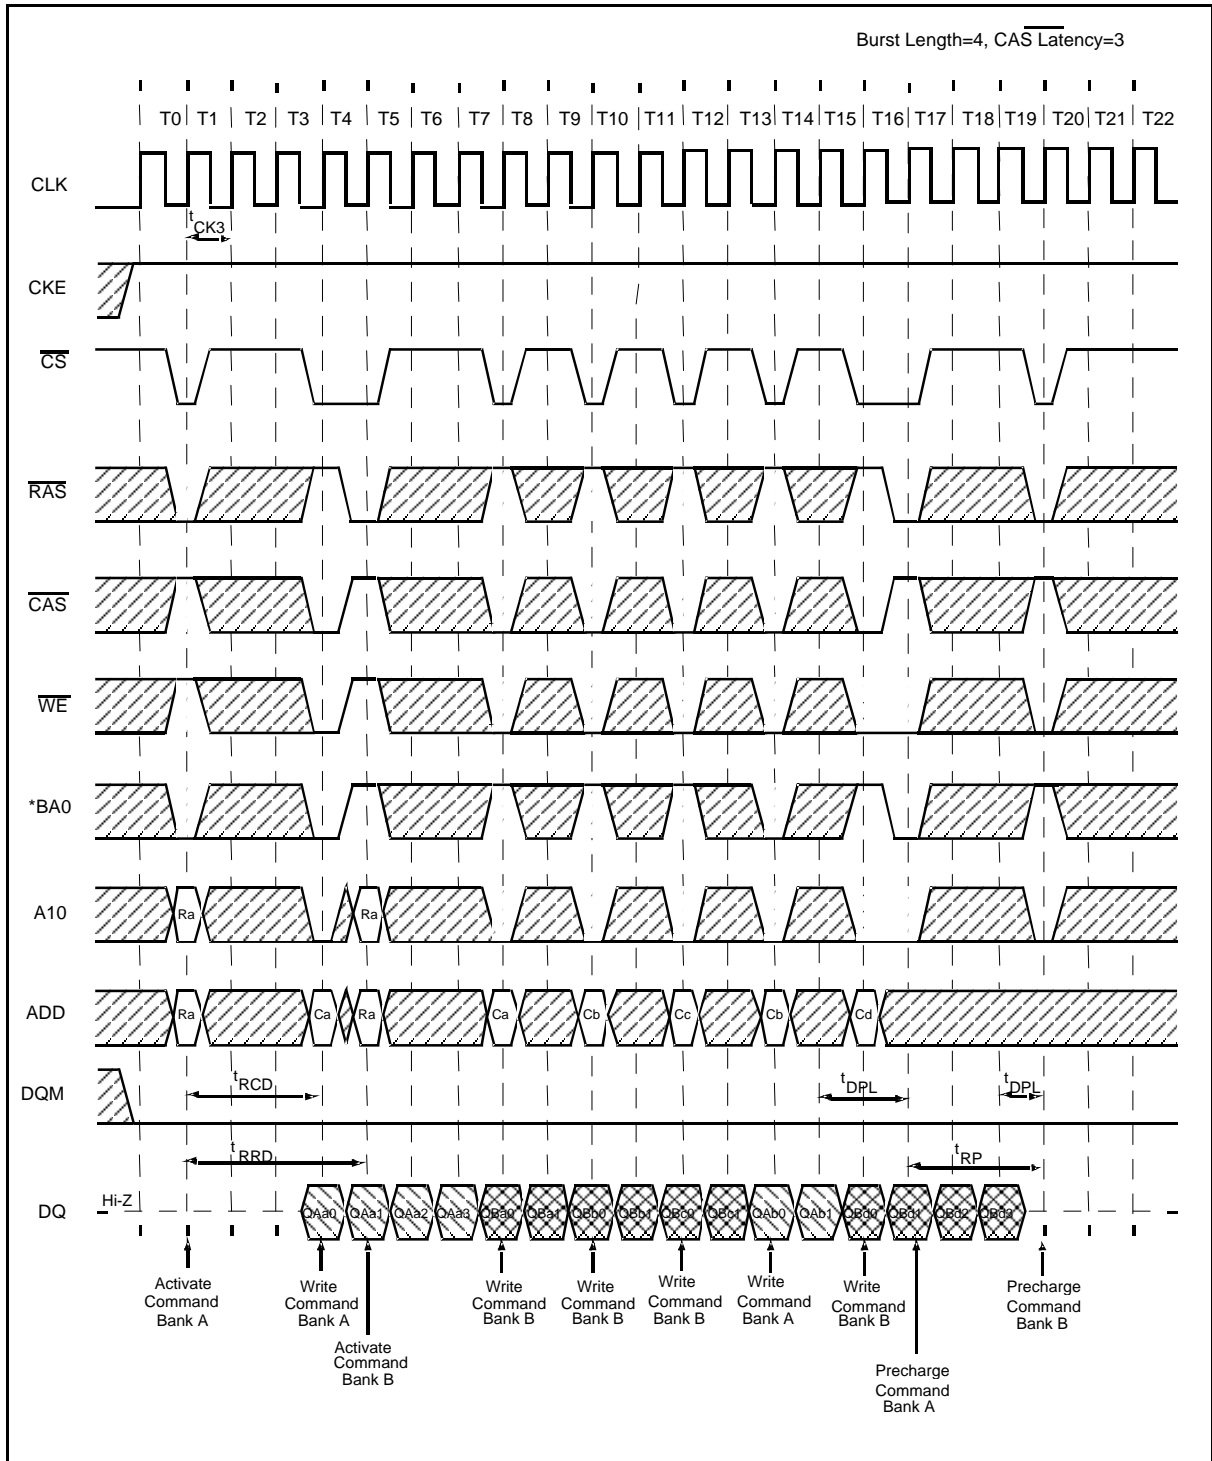 Burst Length=4, CAS Latency=3
T0 T1 T2 T3 T4 T5 T6 T7 T8 T9 T10 T11 T12 T13 T14 T15 T16 T17 T18 T19 T20 T21 T22
CLK
tCK3
CKE
CS
RAS
CAS
WE
*BA0
A10
Ra Ra
ADD
Ra Ca Ra Ca Cb Cc Cb Cd
DQM
tRCD tDPL tDPL
tRRD tRP
DQ
Hi-Z
QAa0 QAa1 QAa2 QAa3 QBa0 QBa1 QBb0 QBb1 QBc0 QBc1 QAb0 QAb1 QBd0 QBd1 QBd2 QBd3
Activate
Command
Bank A
Write
Command
Bank A
Activate
Command
Bank B
Write
Command
Bank B
Write
Command
Bank B
Write
Command
Bank B
Write
Command
Bank A
Write
Command
Bank B
Precharge
Command
Bank A
Precharge
Command
Bank B